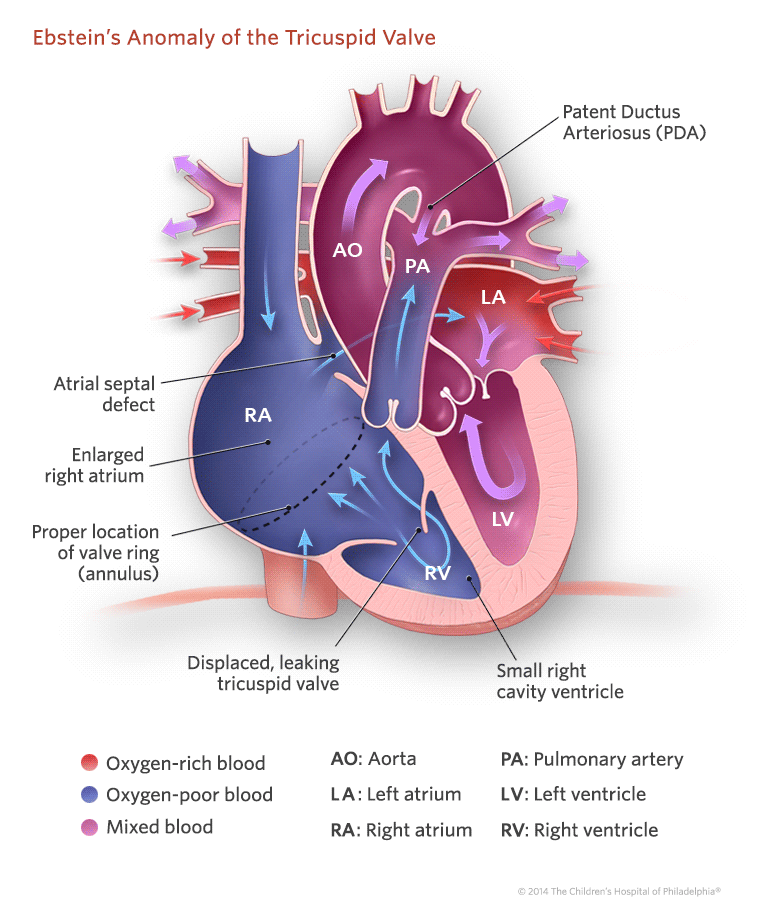 Ebstein's Anomaly of the Tricuspid Valve
Patent Ductus
Arteriosus (PDA)
AO
PA
LA
Atrial septal
defect
RA
Enlarged
right atrium
Proper location
of valve ring
(annulus)
LV
RV
Displaced, leaking
tricuspid valve
Small right
cavity ventricle
Oxygen-rich blood
Oxygen-poor blood
Mixed blood
AO: Aorta
LA: Left atrium
RA: Right atrium
PA: Pulmonary artery
LV: Left ventricle
RV: Right ventricle
© 2014 The Children's Hospital of Philadelphia®